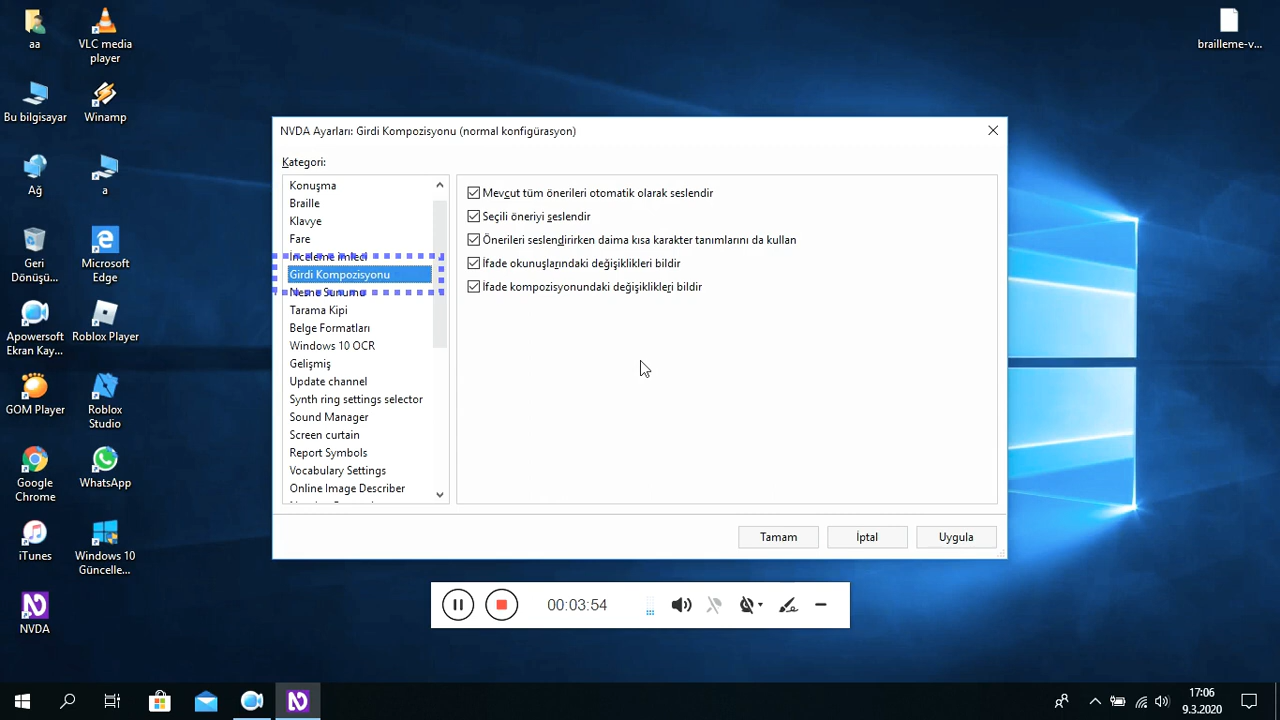 aa
VLC media
player
brailleme-v...
Bu bilgisayar
Winamp
Ağ
a
Geri
Dönüşü...
Microsoft
Edge
Apowersoft
Ekran Kay...
Roblox Player
GOM Player
Roblox
Studio
Google
Chrome
WhatsApp
iTunes
Windows 10
Güncelle...
NVDA
NVDA Ayarları: Girdi Kompozisyonu (normal konfigürasyon)
Kategori:
Konuşma
Braille
Klavye
Fare
İnceleme imleci
Girdi Kompozisyonu
Nesne Sunumu
Tarama Kipi
Belge Formatları
Windows 10 OCR
Gelişmiş
Update channel
Synth ring settings selector
Sound Manager
Screen curtain
Report Symbols
Vocabulary Settings
Online Image Describer
Mevcut tüm önerileri otomatik olarak seslendir
Seçili öneriyi seslendir
Önerileri seslendirirken daima kısa karakter tanımlarını da kullan
İfade okunuşlarındaki değişiklikleri bildir
İfade kompozisyonundaki değişiklikleri bildir
Tamam
İptal
Uygula
00:03:54
17:06
9.3.2020